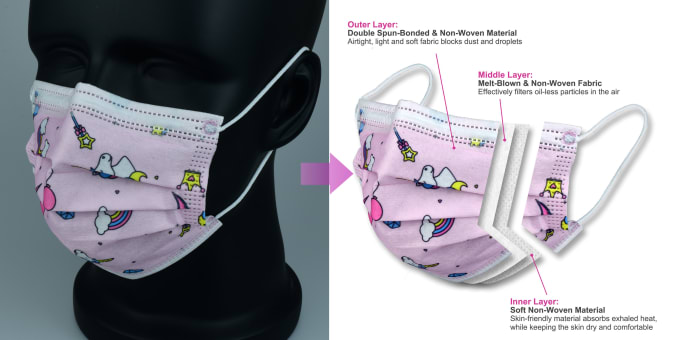 Outer Layer:
Double Spun-Bonded & Non-Woven Material
Airtight, light and soft fabric blocks dust and droplets
Middle Layer:
Melt-Blown & Non-Woven Fabric
Effectively filters oil-less particles in the air
Inner Layer:
Soft Non-Woven Material
Skin-friendly material absorbs exhaled heat,
while keeping the skin dry and comfortable